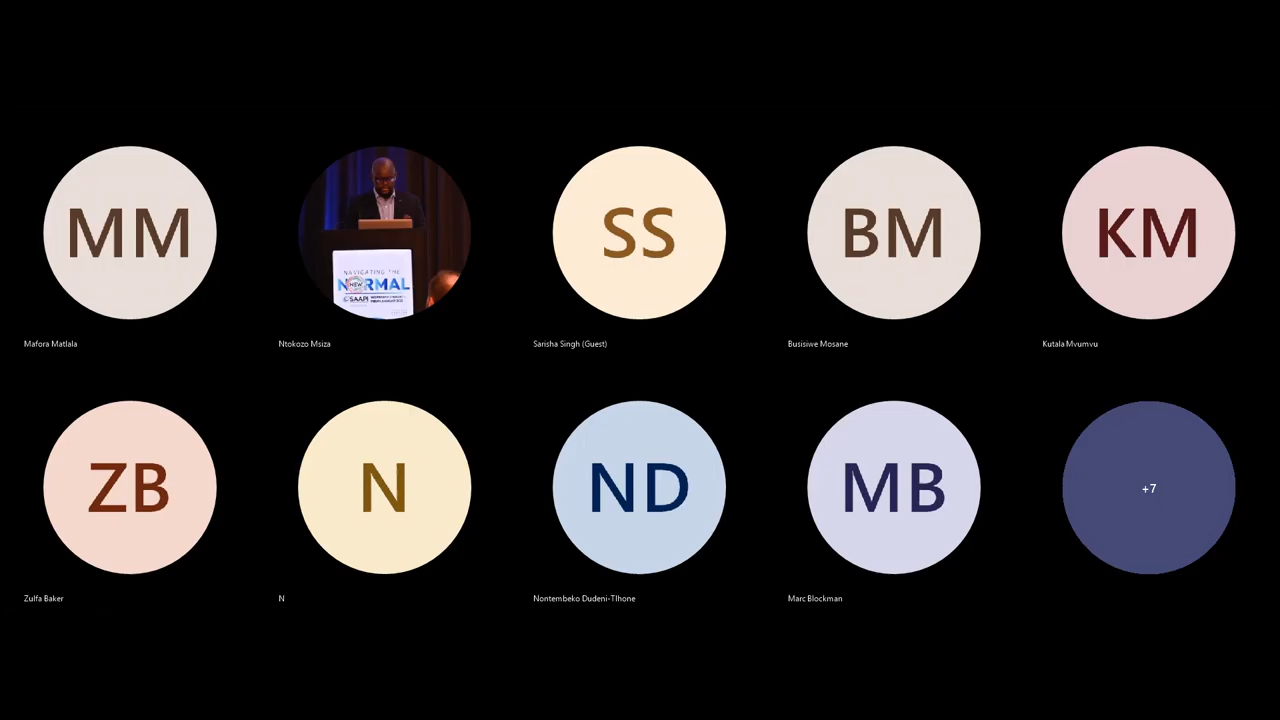 MM
NAVIGATING THE
NEW
NORMAL
SAAPI
SS
BM
KM
Mafora Matlala
Ntokozo Msiza
Sarisha Singh (Guest)
Busisiwe Mosane
Kutala Mvumvu
ZB
N
ND
MB
+7
Zulfa Baker
N
Nontembeko Dudeni-Tlhone
Marc Blockman